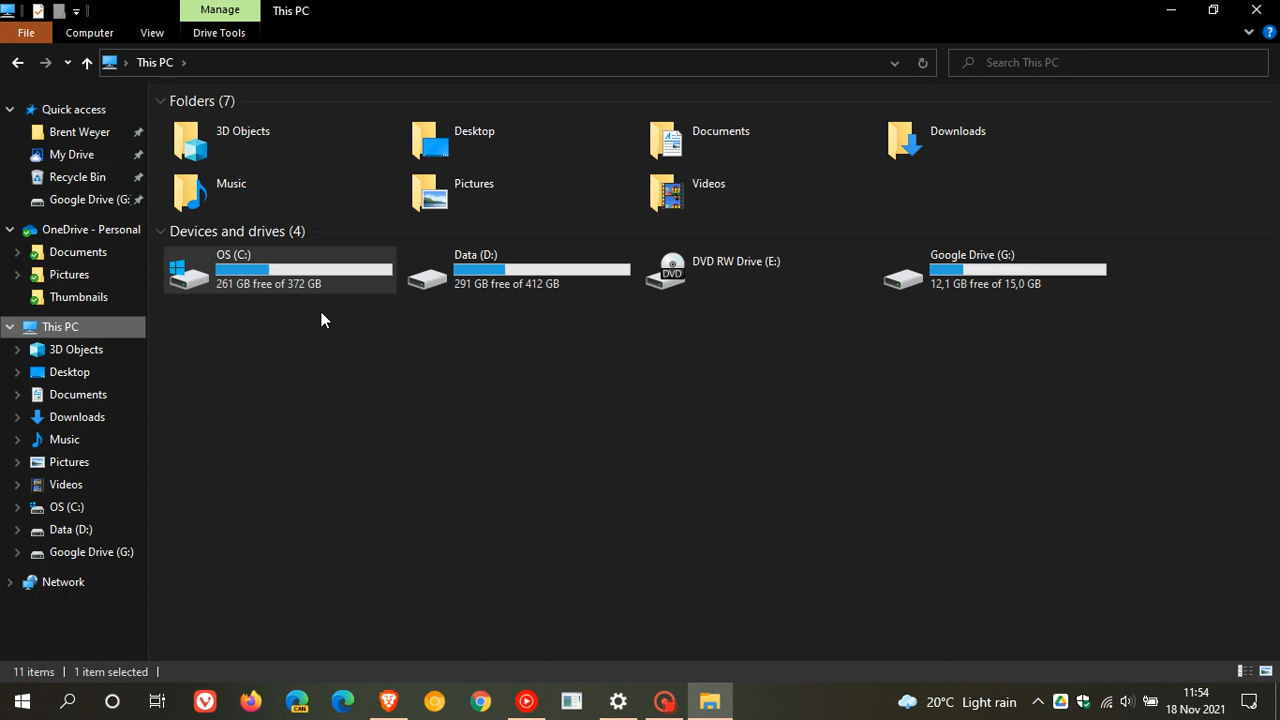 Manage
This PC
File
Computer
View
Drive Tools
This PC
Search This PC
Quick access
Brent Weyer
My Drive
Recycle Bin
Google Drive (G:
OneDrive - Personal
Documents
Pictures
Thumbnails
This PC
3D Objects
Desktop
Documents
Downloads
Music
Pictures
Videos
OS (C:)
Data (D:)
Google Drive (G:)
Network
Folders (7)
3D Objects
Desktop
Documents
Downloads
Music
Pictures
Videos
Devices and drives (4)
OS (C:)
261 GB free of 372 GB
Data (D:)
291 GB free of 412 GB
DVD
DVD RW Drive (E:)
Google Drive (G:)
12,1 GB free of 15,0 GB
11 items
1 item selected
CAN
20°C Light rain
11:54
18 Nov 2021